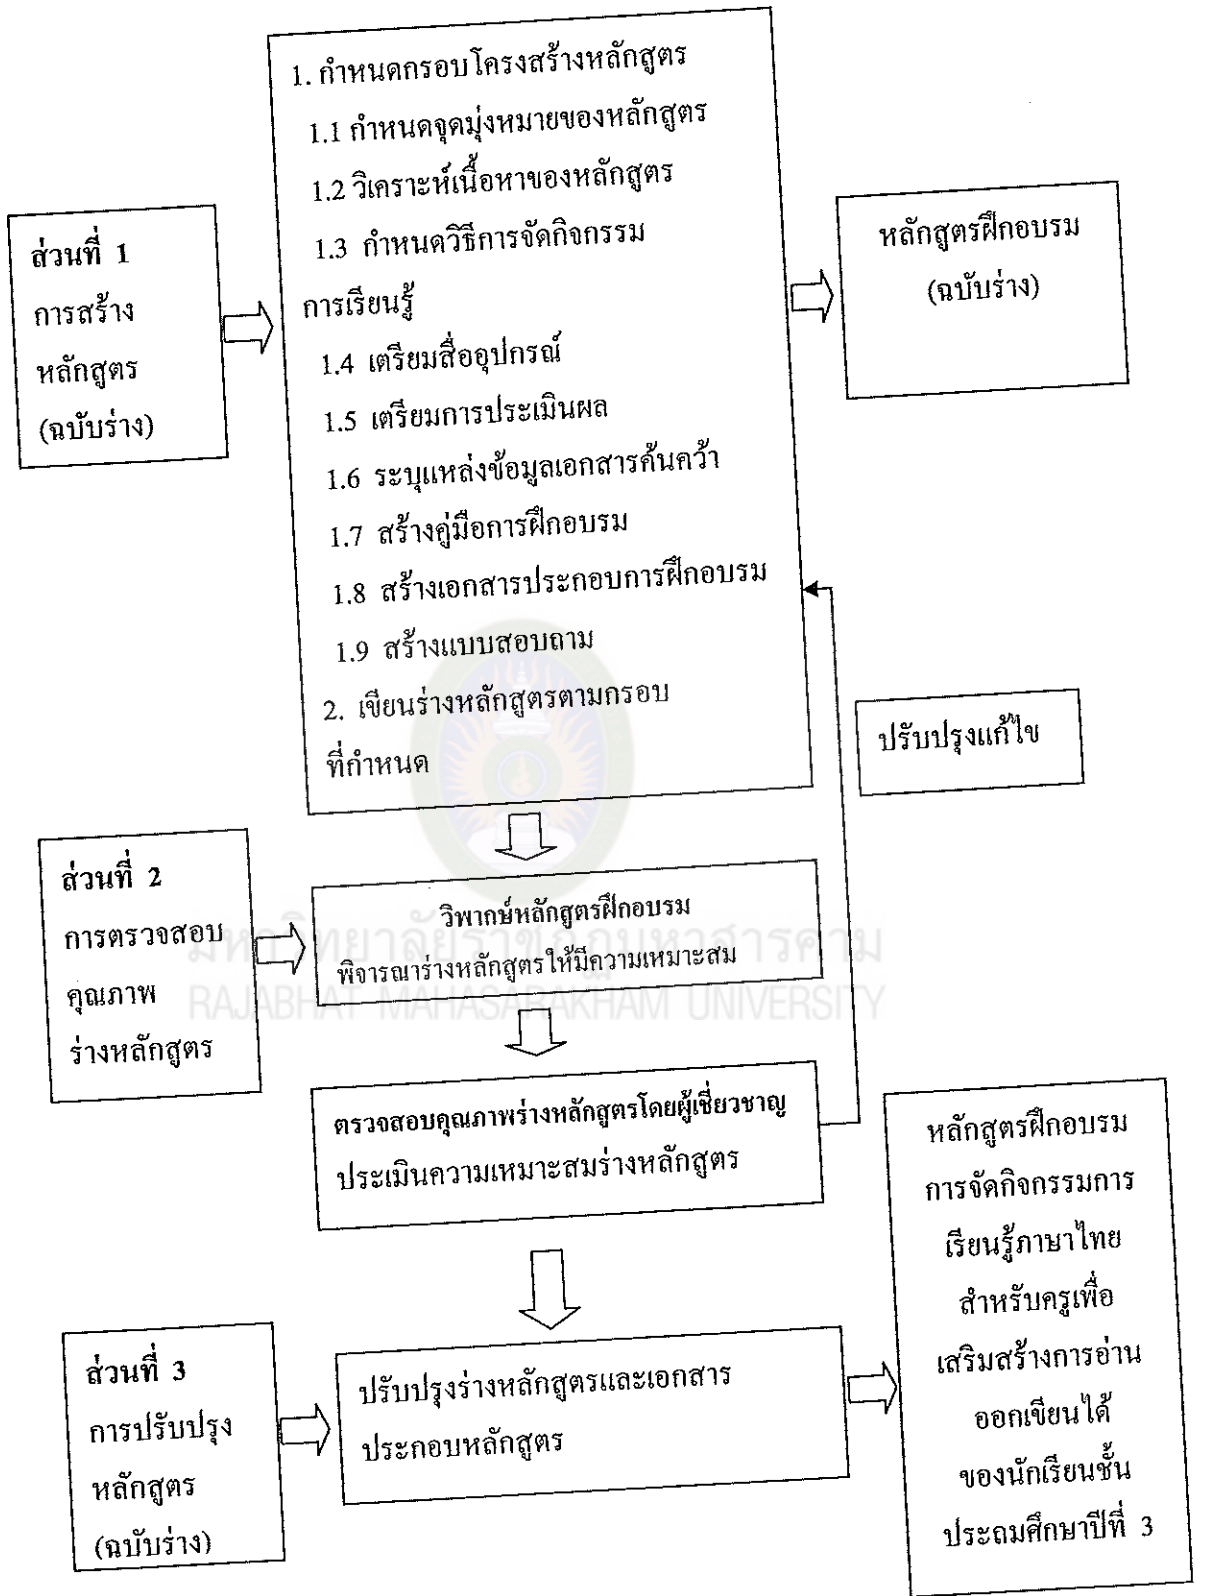 ส่วนที่ 1
การสร้าง
หลักสูตร
(ฉบับร่าง)
1. กำหนดกรอบโครงสร้างหลักสูตร
1.1 กำหนดจุดมุ่งหมายของหลักสูตร
1.2 วิเคราะห์เนื้อหาของหลักสูตร
1.3 กำหนดวิธีการจัดกิจกรรม
การเรียนรู้
1.4 เตรียมสื่ออุปกรณ์
1.5 เตรียมการประเมินผล
1.6 ระบุแหล่งข้อมูลเอกสารค้นคว้า
1.7 สร้างคู่มือการฝึกอบรม
1.8 สร้างเอกสารประกอบการฝึกอบรม
1.9 สร้างแบบสอบถาม
2. เขียนร่างหลักสูตรตามกรอบ
ที่กำหนด
หลักสูตรฝึกอบรม
(ฉบับร่าง)
ปรับปรุงแก้ไข
ส่วนที่ 2
การตรวจสอบ
คุณภาพ
ร่างหลักสูตร
วิพากษ์หลักสูตรฝึกอบรม
พิจารณาร่างหลักสูตรให้มีความเหมาะสม
มหาวิทยาลัยราชภัฏมหาสารคาม
RAJABHAT MAHASARAKHAM UNIVERSITY
ตรวจสอบคุณภาพร่างหลักสูตรโดยผู้เชี่ยวชาญ
ประเมินความเหมาะสมร่างหลักสูตร
ส่วนที่ 3
การปรับปรุง
หลักสูตร
(ฉบับร่าง)
ปรับปรุงร่างหลักสูตรและเอกสาร
ประกอบหลักสูตร
หลักสูตรฝึกอบรม
การจัดกิจกรรมการ
เรียนรู้ภาษาไทย
สำหรับครูเพื่อ
เสริมสร้างการอ่าน
ออกเขียนได้
ของนักเรียนชั้น
ประถมศึกษาปีที่ 3